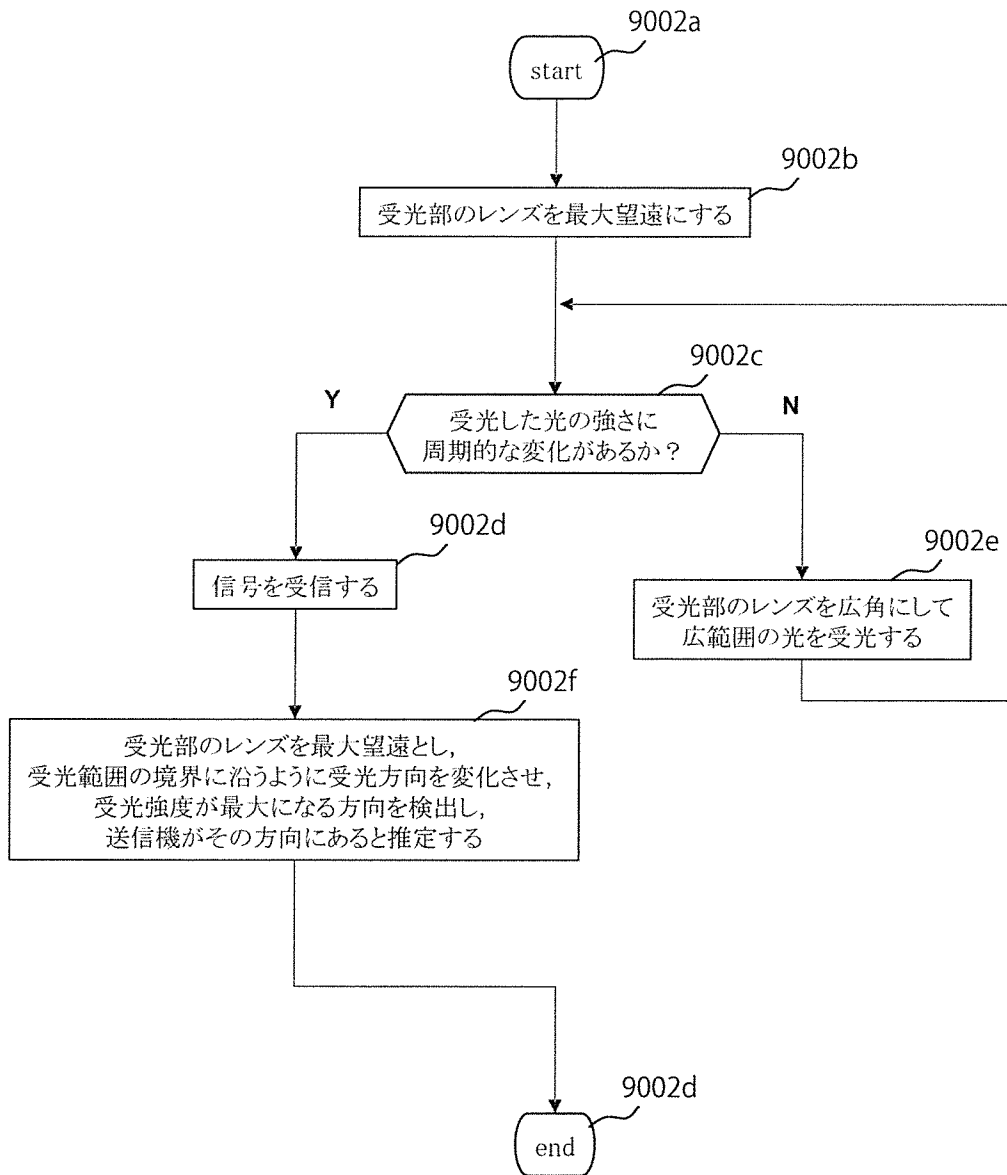 9002a
start
9002b
受光部のレンズを最大望遠にする
9002c
Y
受光した光の強さに
周期的な変化があるか？
N
9002d
信号を受信する
9002e
受光部のレンズを広角にして
広範囲の光を受光する
9002f
受光部のレンズを最大望遠とし,
受光範囲の境界に沿うように受光方向を変化させ,
受光強度が最大になる方向を検出し,
送信機がその方向にあると推定する
9002d
end